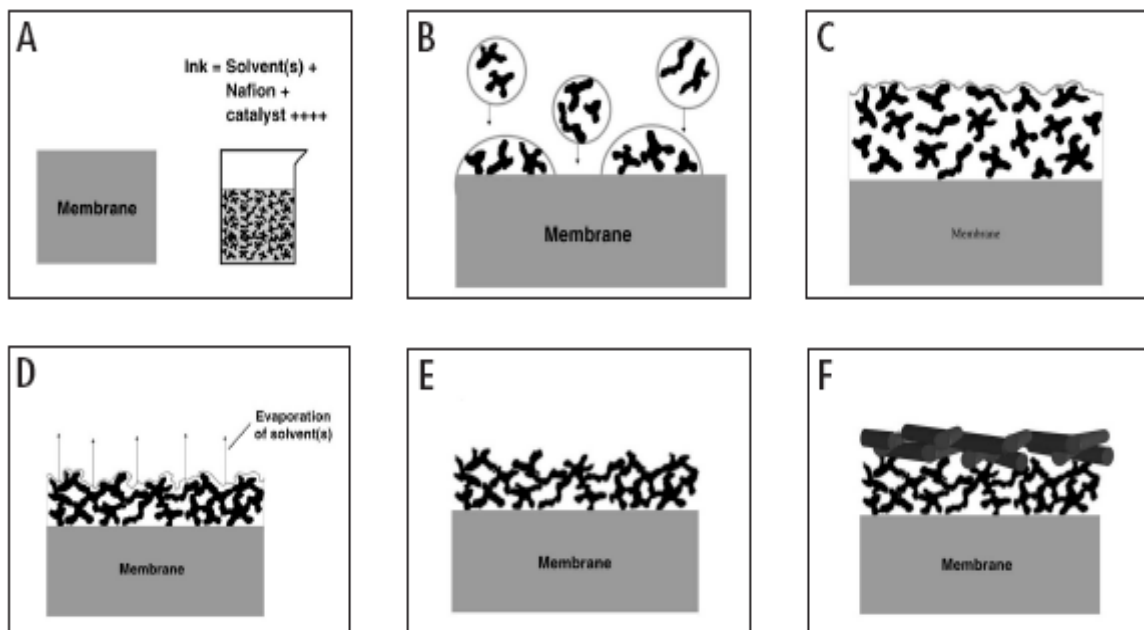 A
Ink = Solvent(s) +
Nafion +
catalyst ++++
Membrane
B
Membrane
C
Membrane
D
Evaporation
of solvent(s)
Membrane
E
Membrane
F
Membrane